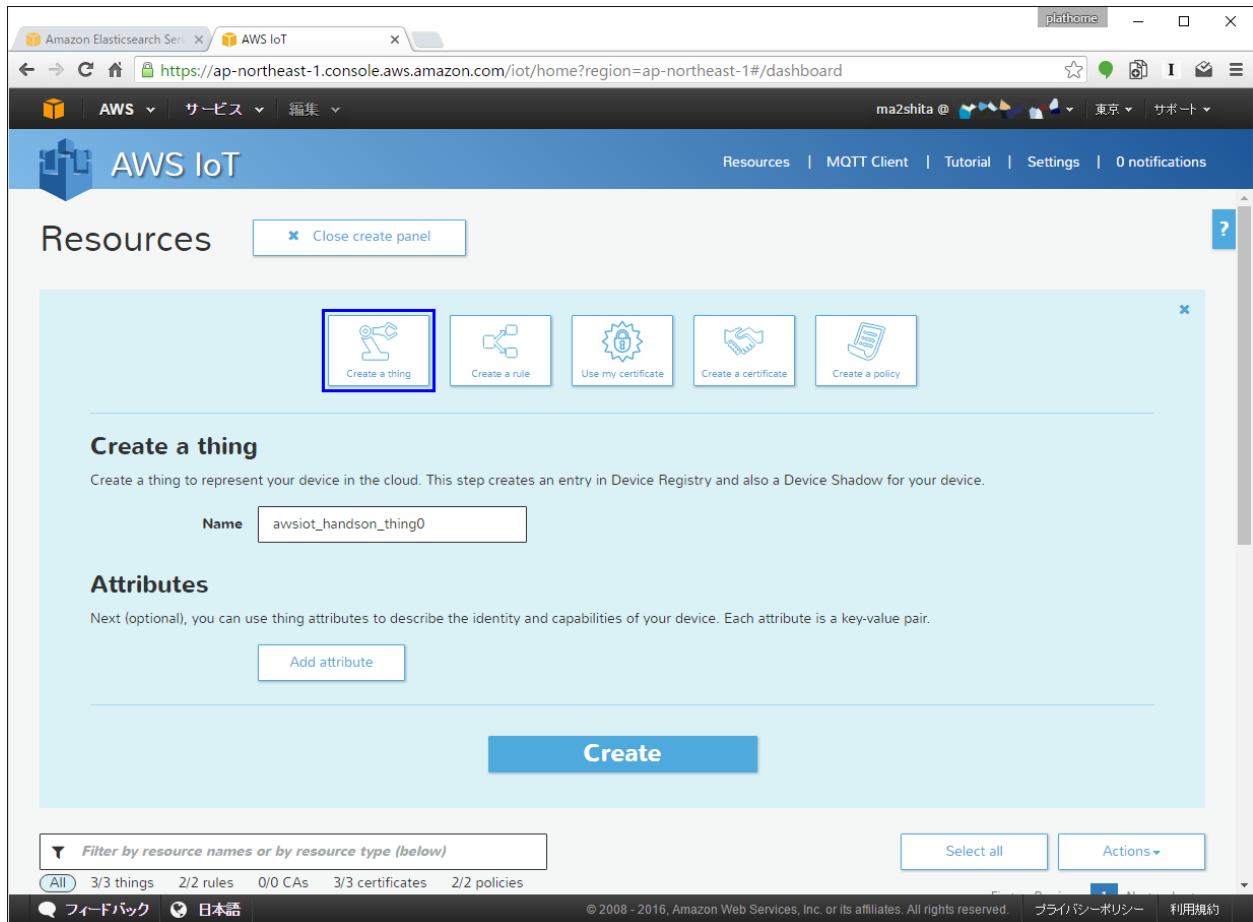 plathome
Amazon Elasticsearch Ser
AWS IoT
https://ap-northeast-1.console.aws.amazon.com/iot/home?region=ap-northeast-1#/dashboard
AWS サービス 編集 ma2shita @ 東京 サポート
AWS IoT
Resources | MQTT Client | Tutorial | Settings | 0 notifications
Resources
Close create panel
?
Create a thing
Create a rule
Use my certificate
Create a certificate
Create a policy
Create a thing
Create a thing to represent your device in the cloud. This step creates an entry in Device Registry and also a Device Shadow for your device.
Name awsiot_handson_thing0
Attributes
Next (optional), you can use thing attributes to describe the identity and capabilities of your device. Each attribute is a key-value pair.
Add attribute
Create
Filter by resource names or by resource type (below)
Select all
Actions
All 3/3 things 2/2 rules 0/0 CAs 3/3 certificates 2/2 policies
フィードバック 日本語 © 2008 - 2016, Amazon Web Services, Inc. or its affiliates. All rights reserved. プライバシーポリシー 利用規約